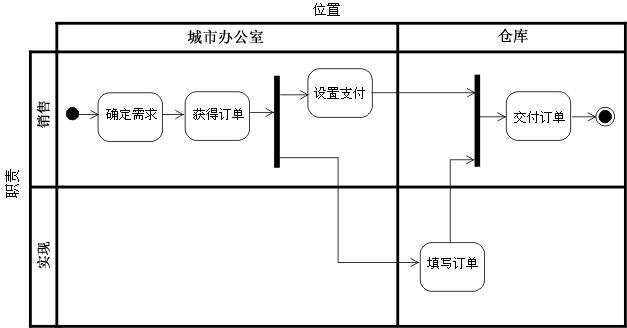 位置
城市办公室
仓库
职责
销售
确定需求
获得订单
设置支付
交付订单
实现
填写订单